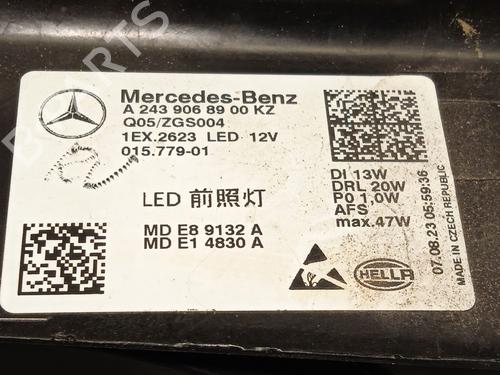 Mercedes-Benz
A 243 906 89 00 KZ
Q05/ZGS004
1EX.2623 LED 12V
015.779-01
LED 前照灯
MD E8 9132 A
MD E1 4830 A
DI 13W
DRL 20W
PO 1,0W
AFS
max.47W
HELLA
07.08.23 05:59:36
MADE IN CZECH REPUBLIC